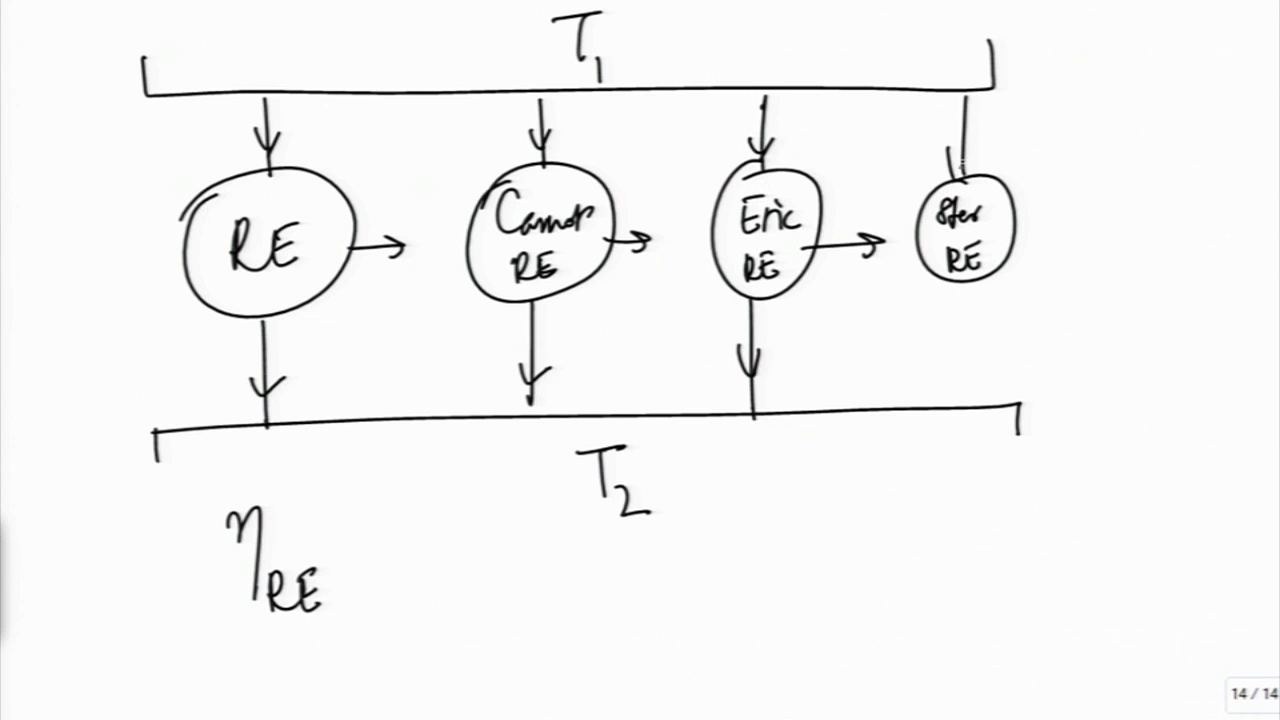 T1
RE
Carnot
RE
Eric
RE
Ster
RE
T2
ηRE
14 / 14